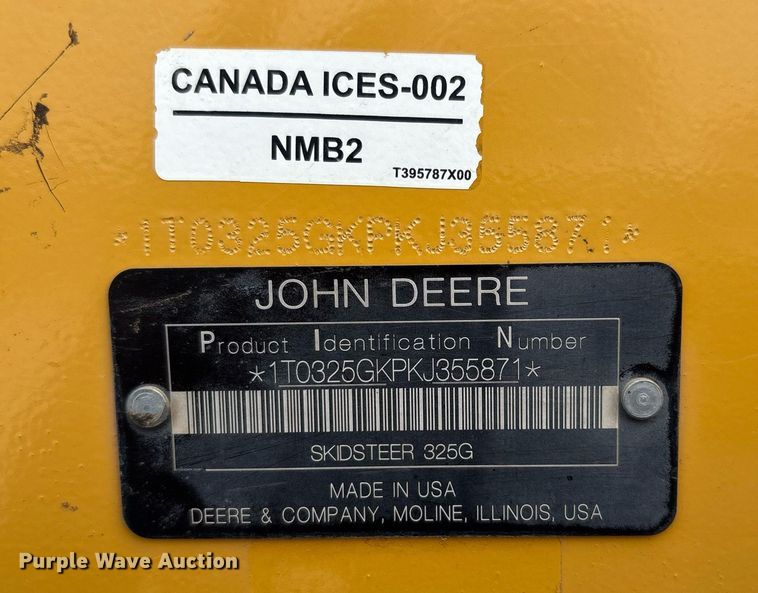 CANADA ICES-002
NMB2
T395787X00
*1T0325GKPKJ355871*
JOHN DEERE
Product Identification Number
*1T0325GKPKJ355871*
SKIDSTEER 325G
MADE IN USA
DEERE & COMPANY, MOLINE, ILLINOIS, USA
Purple Wave Auction